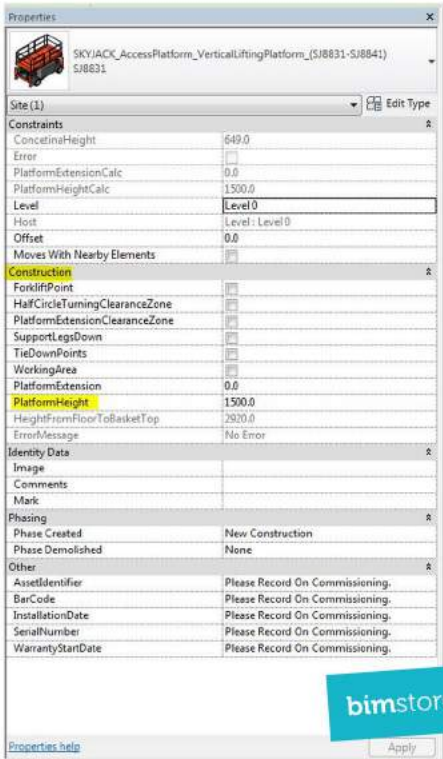 Properties x
SKYJACK_AccessPlatform_VerticalLiftingPlatform_(SJ8831-SJ8841)
SJ8831
Site (1) Edit Type
Constraints
ConcetinaHeight 649.0
Error
PlatformExtensionCalc 0.0
PlatformHeightCalc 1500.0
Level Level 0
Host Level : Level 0
Offset 0.0
Moves With Nearby Elements
Construction
ForkliftPoint
HalfCircleTurningClearanceZone
PlatformExtensionClearanceZone
SupportLegsDown
TieDownPoints
WorkingArea
PlatformExtension 0.0
PlatformHeight 1500.0
HeightFromFloorToBasketTop 2920.0
ErrorMessage No Error
Identity Data
Image
Comments
Mark
Phasing
Phase Created New Construction
Phase Demolished None
Other
AssetIdentifier Please Record On Commissioning.
BarCode Please Record On Commissioning.
InstallationDate Please Record On Commissioning.
SerialNumber Please Record On Commissioning.
WarrantyStartDate Please Record On Commissioning.
bimstor
Properties help Apply